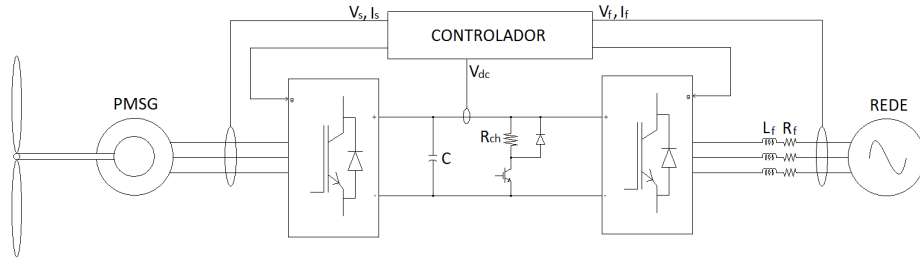 Vs, Is
CONTROLADOR
Vf, If
Vdc
PMSG
REDE
g
g
+
+
Rch
C
Lf Rf
-
-